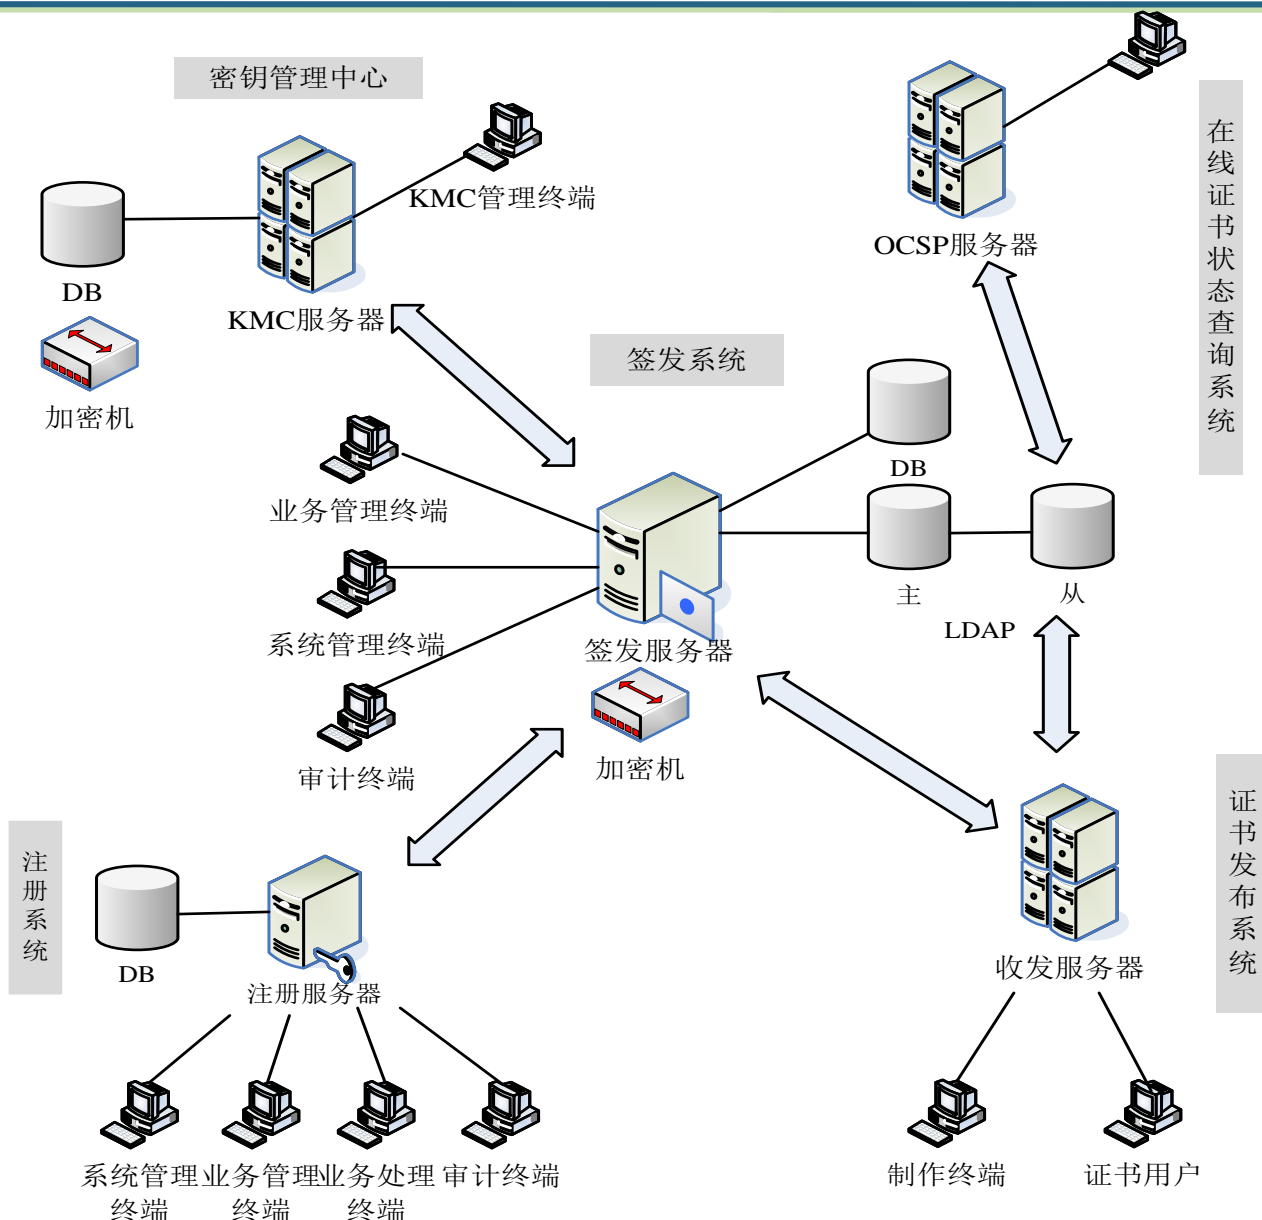 密钥管理中心
KMC管理终端
DB
KMC服务器
加密机
OCSP服务器
在线证书状态查询系统
签发系统
业务管理终端
DB
系统管理终端
主
从
LDAP
签发服务器
审计终端
加密机
注册系统
DB
注册服务器
系统管理
终端
业务管理
终端
业务处理
终端
审计终端
证书发布系统
收发服务器
制作终端
证书用户